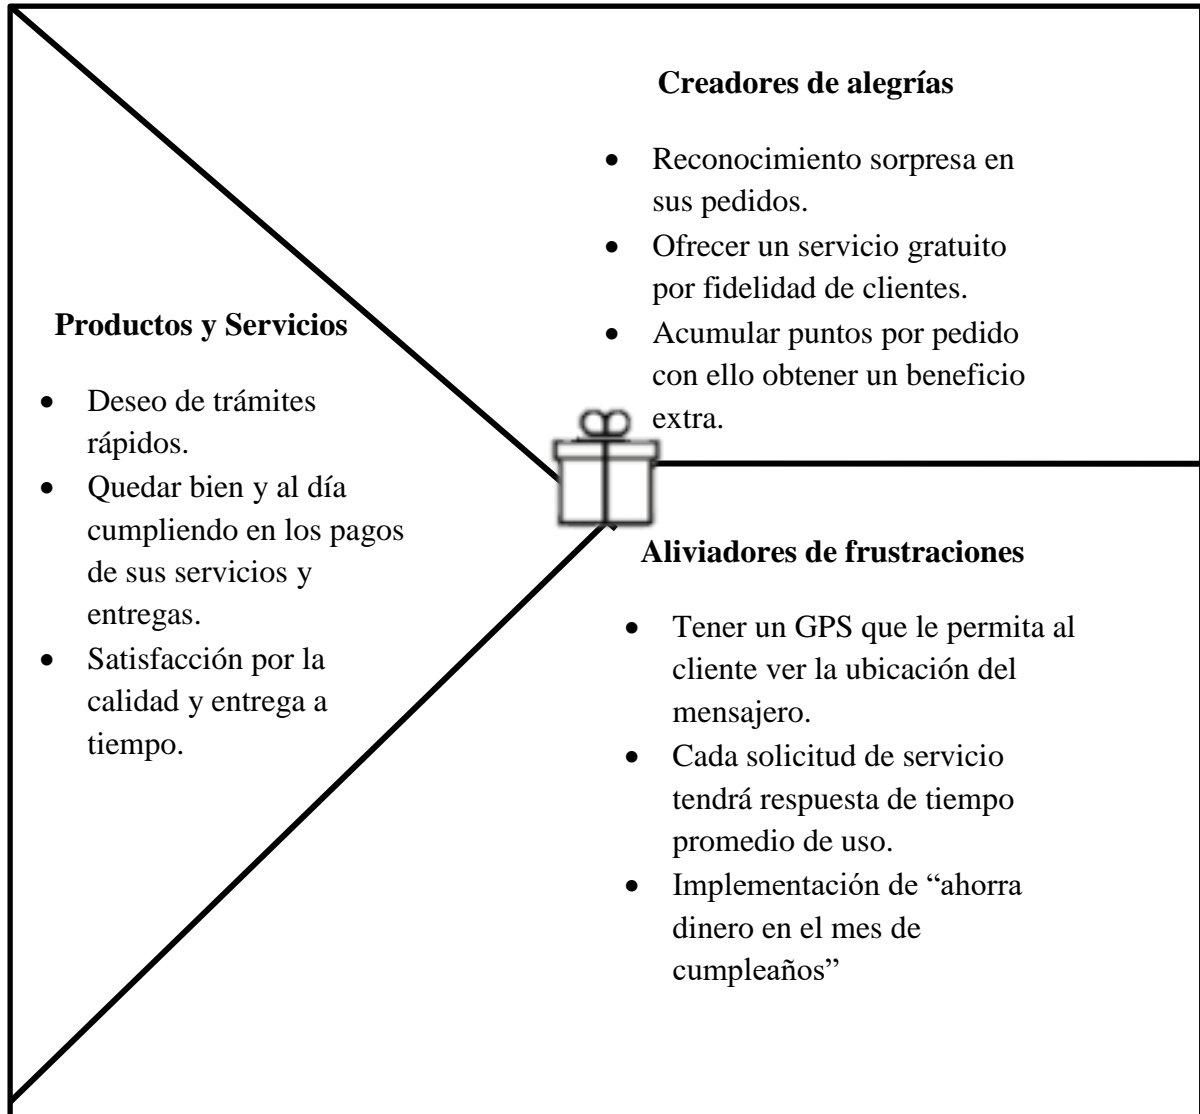 Creadores de alegrías
• Reconocimiento sorpresa en
sus pedidos.
• Ofrecer un servicio gratuito
por fidelidad de clientes.
• Acumular puntos por pedido
con ello obtener un beneficio
extra.
Productos y Servicios
• Deseo de trámites
rápidos.
• Quedar bien y al día
cumpliendo en los pagos
de sus servicios y
entregas.
• Satisfacción por la
calidad y entrega a
tiempo.
Aliviadores de frustraciones
• Tener un GPS que le permita al
cliente ver la ubicación del
mensajero.
• Cada solicitud de servicio
tendrá respuesta de tiempo
promedio de uso.
• Implementación de “ahorra
dinero en el mes de
cumpleaños”